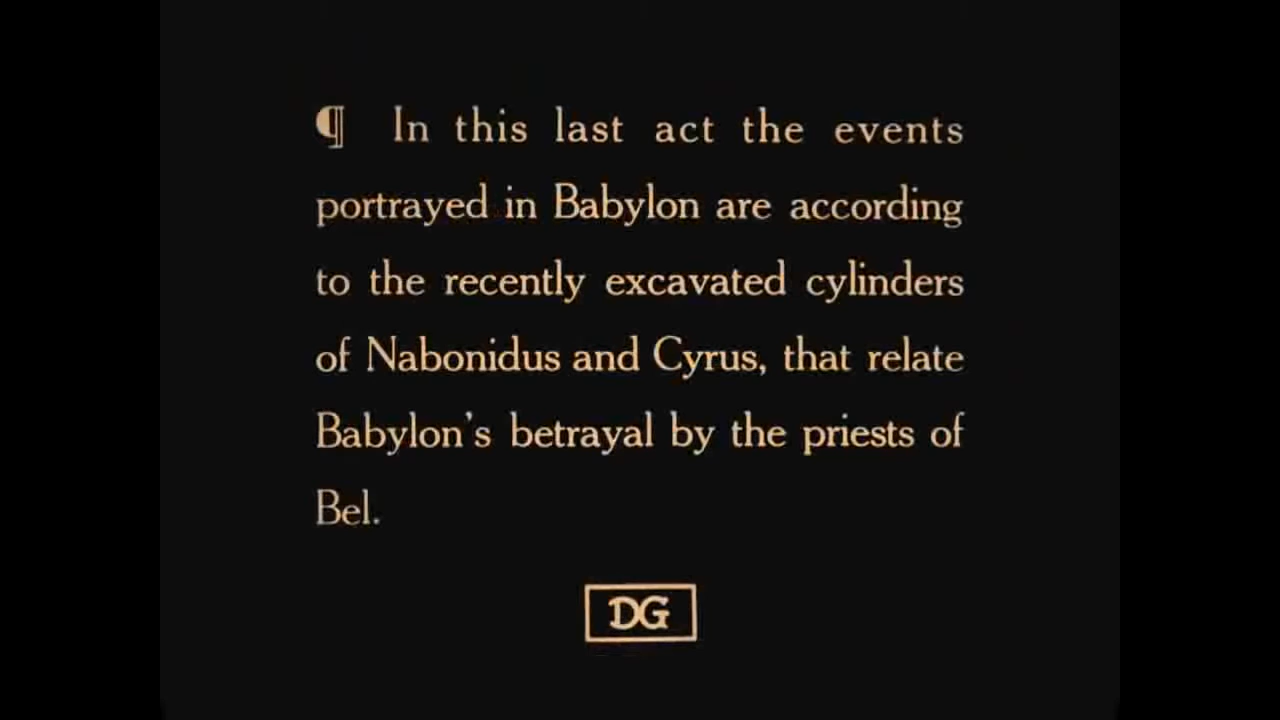 ¶ In this last act the events
portrayed in Babylon are according
to the recently excavated cylinders
of Nabonidus and Cyrus, that relate
Babylon's betrayal by the priests of
Bel.
DG